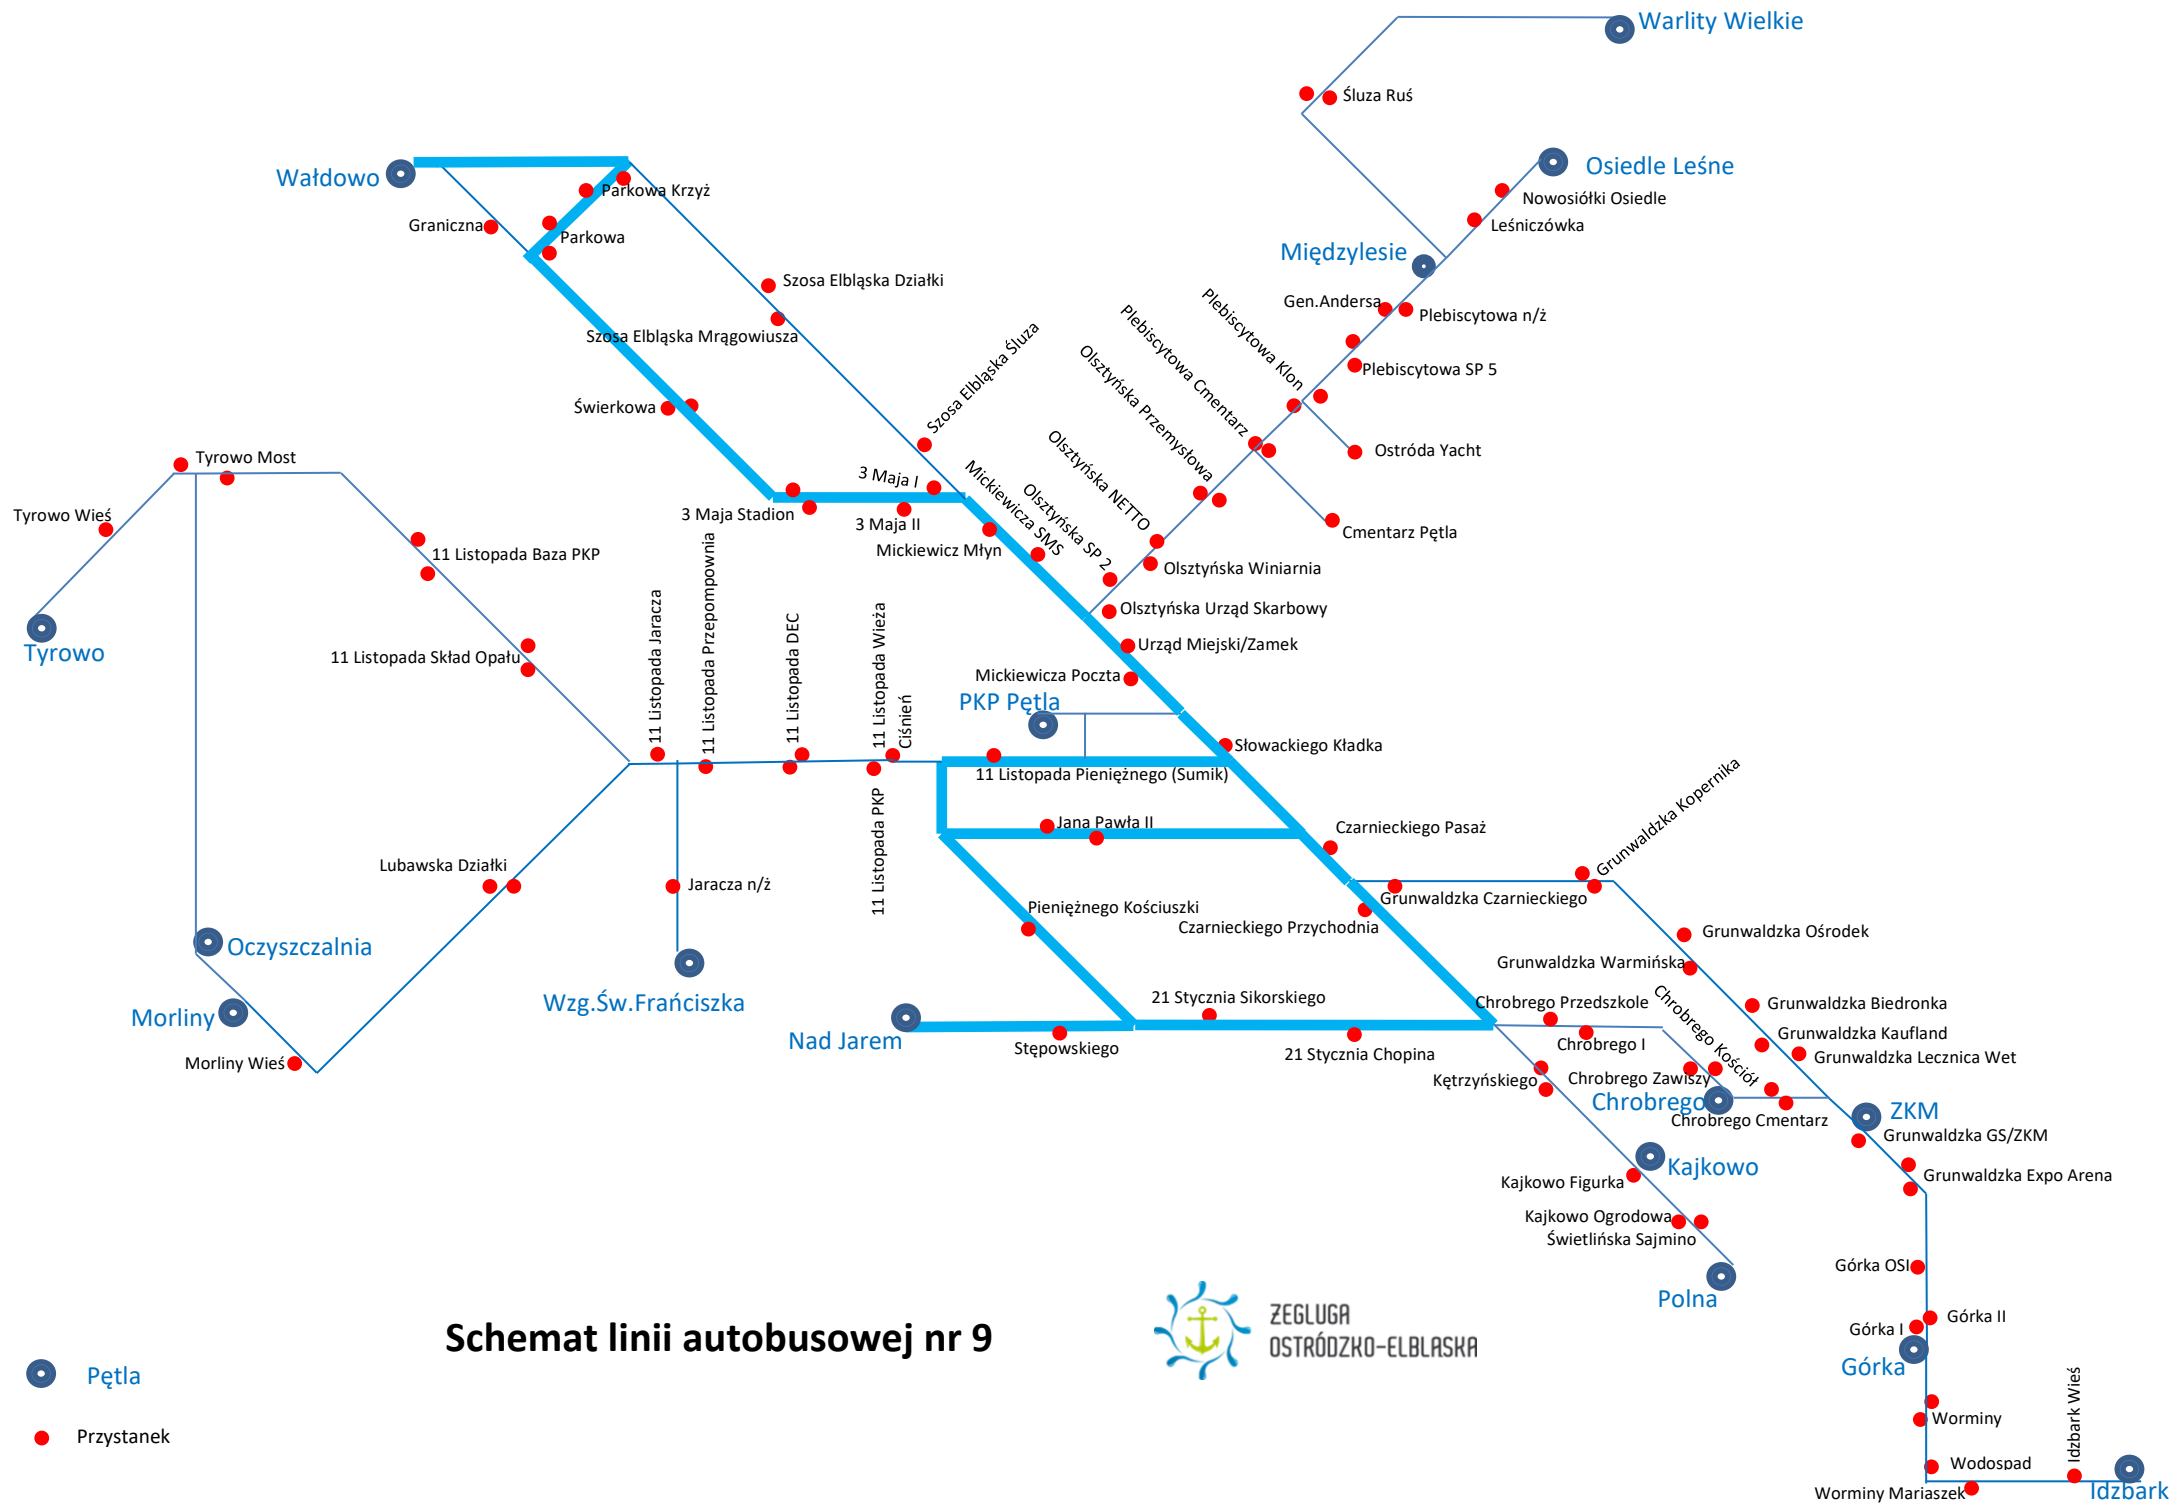 Warlity Wielkie
Śluza Ruś
Osiedle Leśne
Wałdowo
Parkowa Krzyż
Nowosiółki Osiedle
Graniczna
Parkowa
Leśniczówka
Międzylesie
Szosa Elbląska Działki
Gen.Andersa
Plebiscytowa n/ż
Szosa Elbląska Mrągowiusza
Szosa Elbląska Śluza
Plebiscytowa Klon
Plebiscytowa Cmentarz
Olsztyńska Przemysłowa
Plebiscytowa SP 5
Świerkowa
Olsztyńska NETTO
Ostróda Yacht
Tyrowo Most
3 Maja I
Mickiewicza SMS
Olsztyńska SP 2
Tyrowo Wieś
3 Maja Stadion
3 Maja II
Cmentarz Pętla
Mickiewicz Młyn
11 Listopada Baza PKP
Olsztyńska Winiarnia
Olsztyńska Urząd Skarbowy
Tyrowo
11 Listopada Skład Opału
11 Listopada Jaracza
11 Listopada Przepompownia
11 Listopada DEC
11 Listopada Wieża
Ciśnień
Urząd Miejski/Zamek
Mickiewicza Poczta
PKP Pętla
Słowackiego Kładka
11 Listopada Pieniężnego (Sumik)
11 Listopada PKP
Jana Pawła II
Czarnieckiego Pasaż
Grunwaldzka Kopernika
Lubawska Działki
Jaracza n/ż
Grunwaldzka Czarnieckiego
Pieniężnego Kościuszki
Czarnieckiego Przychodnia
Grunwaldzka Ośrodek
Oczyszczalnia
Grunwaldzka Warmińska
Wzg.Św.Frańciszka
21 Stycznia Sikorskiego
Chrobrego Przedszkole
Grunwaldzka Biedronka
Morliny
Nad Jarem
Stępowskiego
21 Stycznia Chopina
Chrobrego I
Chrobrego Kościół
Grunwaldzka Kaufland
Grunwaldzka Lecznica Wet
Morliny Wieś
Kętrzyńskiego
Chrobrego Zawiszy
Chrobrego
ZKM
Chrobrego Cmentarz
Grunwaldzka GS/ZKM
Kajkowo
Kajkowo Figurka
Grunwaldzka Expo Arena
Kajkowo Ogrodowa
Świetlińska Sajmino
Górka OSI
Polna
Górka II
Górka I
Górka
Schemat linii autobusowej nr 9
ŻEGLUGA
OSTRÓDZKO-ELBLASKA
Pętla
Przystanek
Worminy
Idzbark Wieś
Wodospad
Worminy Mariaszek
Idzbark